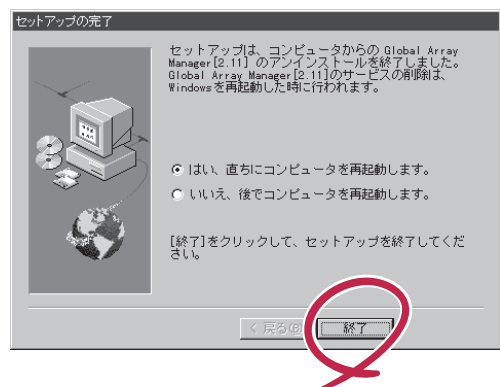 セットアップの完了
セットアップは、コンピュータからの Global Array
Manager[2.11] のアンインストールを終了しました。
Global Array Manager[2.11]のサービスの削除は、
Windowsを再起動した時に行われます。
はい、直ちにコンピュータを再起動します。
いいえ、後でコンピュータを再起動します。
[終了]をクリックして、セットアップを終了してくだ
さい。
< 戻る(B) 終了